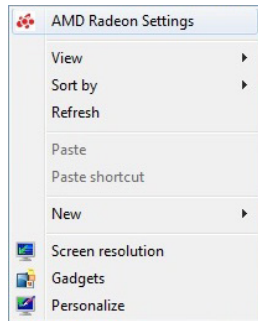 AMD Radeon Settings
View
Sort by
Refresh
Paste
Paste shortcut
New
Screen resolution
Gadgets
Personalize